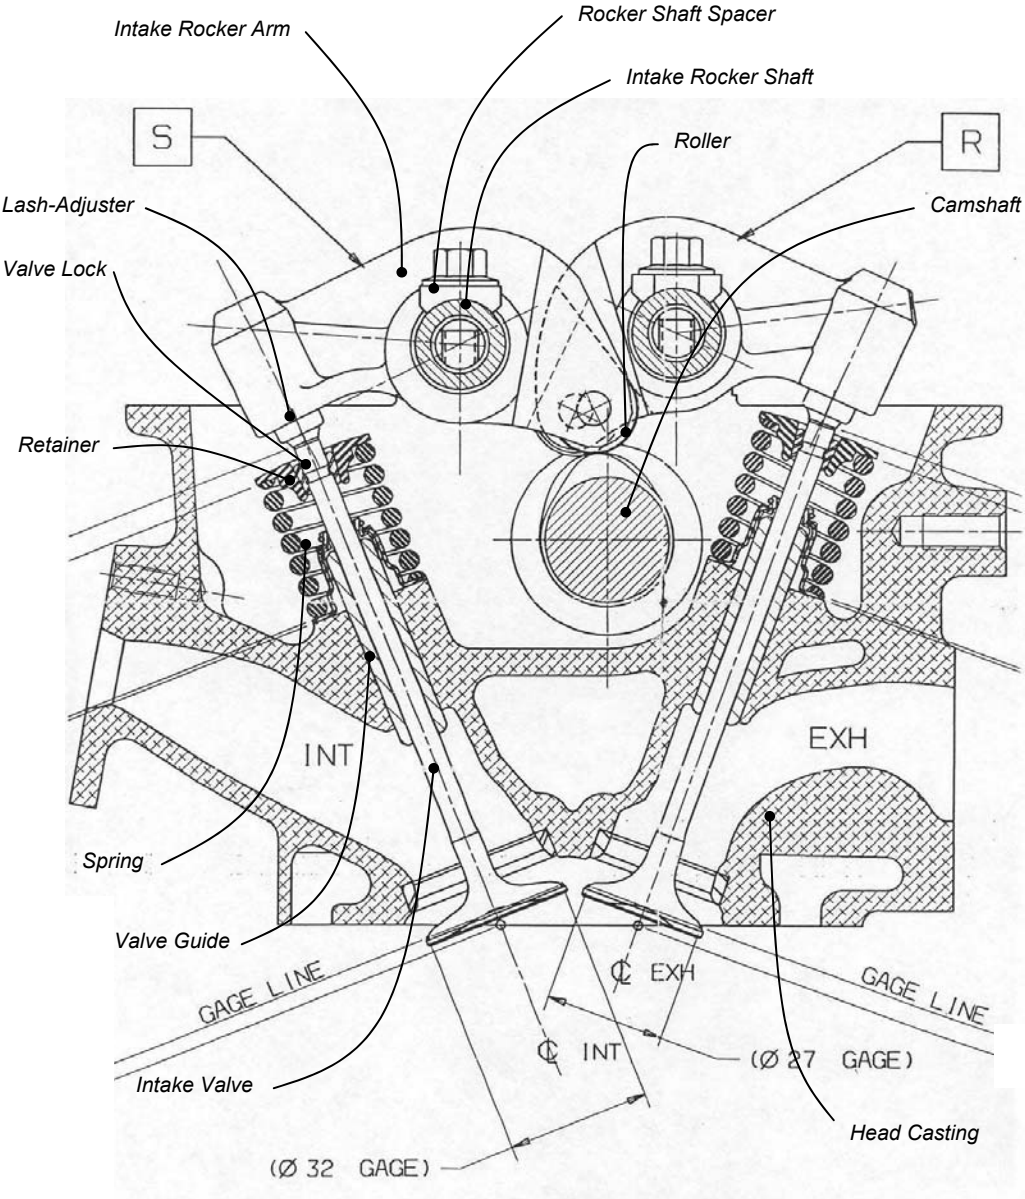 Rocker Shaft Spacer
Intake Rocker Arm
Intake Rocker Shaft
S
Roller
R
Lash-Adjuster
Camshaft
Valve Lock
Retainer
INT
EXH
Spring
Valve Guide
GAGE LINE
℄ EXH
GAGE LINE
℄ INT
(Ø 27 GAGE)
Intake Valve
Head Casting
(Ø 32 GAGE)